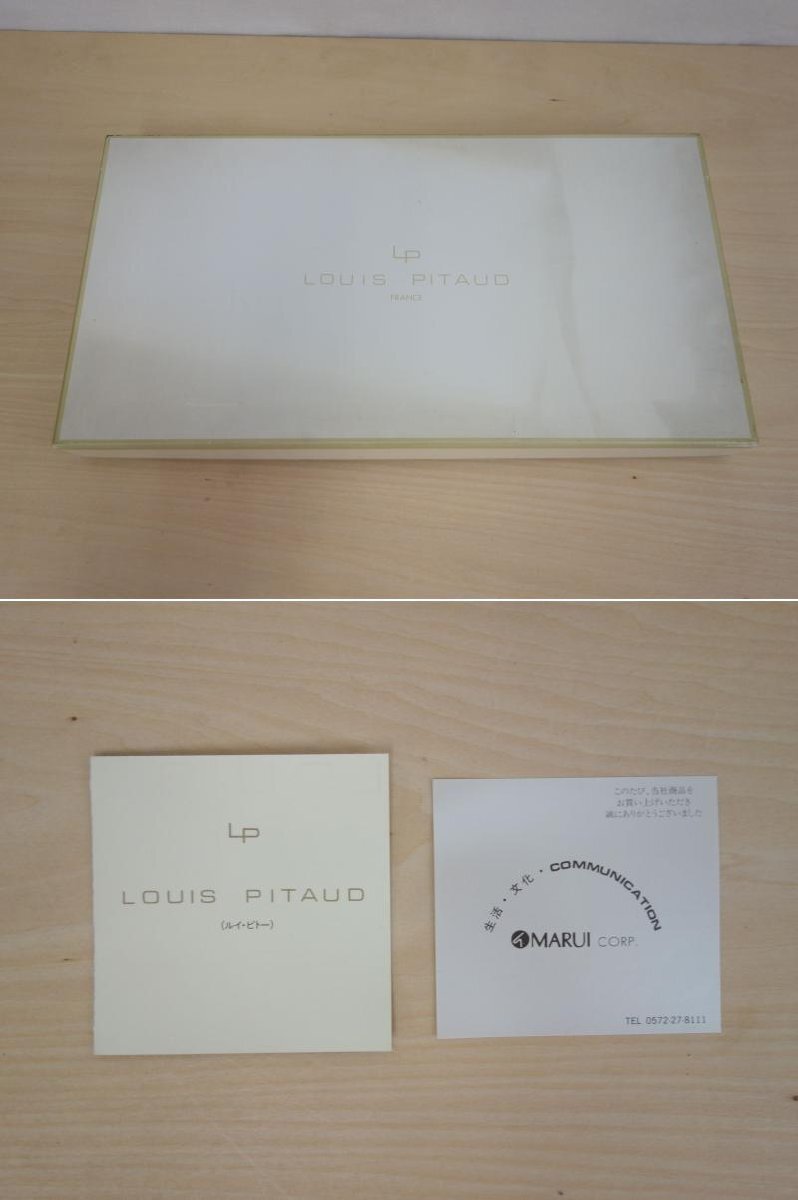 LP
LOUIS PITAUD
FRANCE
LP
LOUIS PITAUD
(ルイ・ピトー)
このたび、当社商品を
お買い上げいただき
誠にありがとうございました
生活・文化・COMMUNICATION
MARUI CORP.
TEL 0572-27-8111